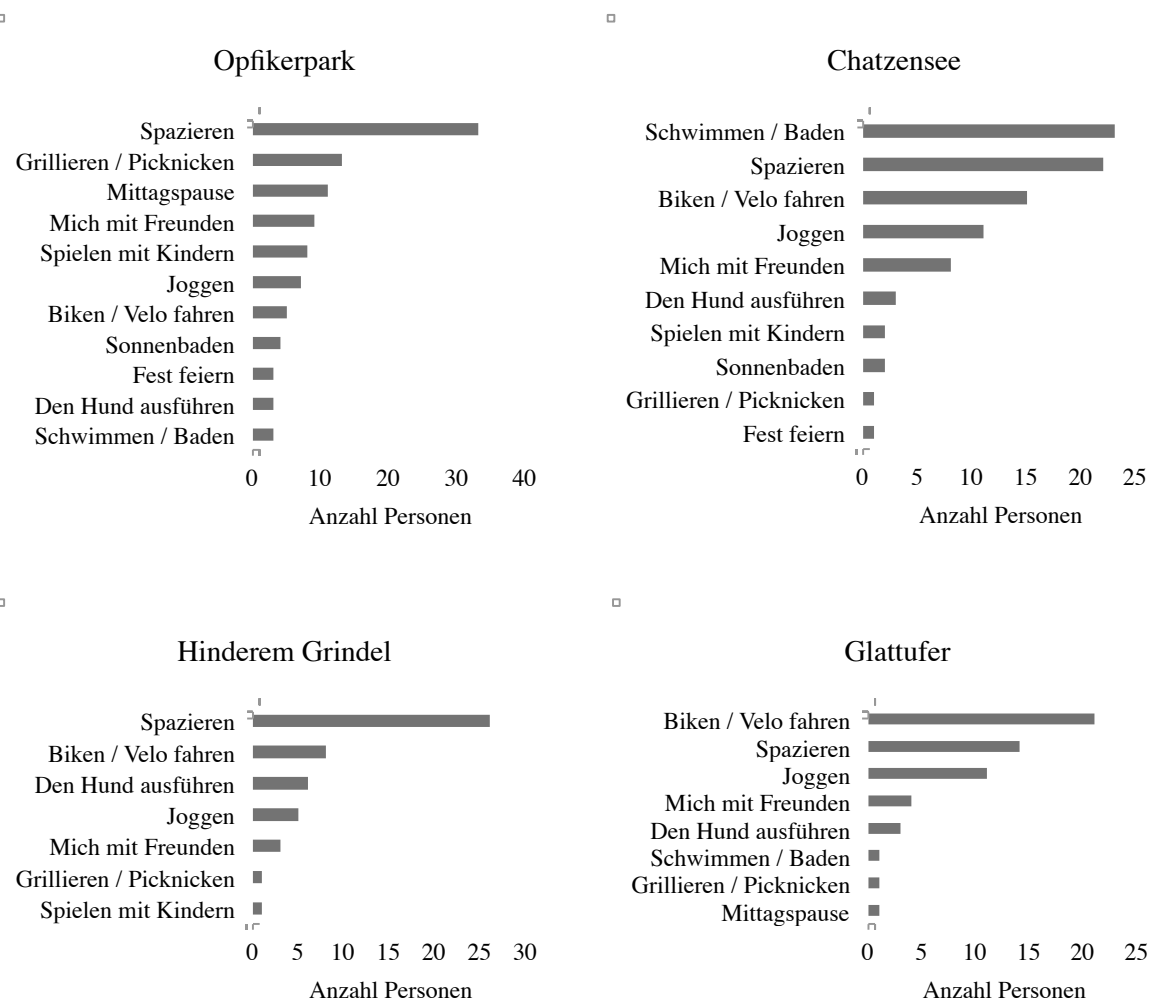 Opfikerpark
Spazieren
Grillieren / Picknicken
Mittagspause
Mich mit Freunden
Spielen mit Kindern
Joggen
Biken / Velo fahren
Sonnenbaden
Fest feiern
Den Hund ausführen
Schwimmen / Baden
0 10 20 30 40
Anzahl Personen
Chatzensee
Schwimmen / Baden
Spazieren
Biken / Velo fahren
Joggen
Mich mit Freunden
Den Hund ausführen
Spielen mit Kindern
Sonnenbaden
Grillieren / Picknicken
Fest feiern
0 5 10 15 20 25
Anzahl Personen
Hinderem Grindel
Spazieren
Biken / Velo fahren
Den Hund ausführen
Joggen
Mich mit Freunden
Grillieren / Picknicken
Spielen mit Kindern
0 5 10 15 20 25 30
Anzahl Personen
Glattufer
Biken / Velo fahren
Spazieren
Joggen
Mich mit Freunden
Den Hund ausführen
Schwimmen / Baden
Grillieren / Picknicken
Mittagspause
0 5 10 15 20 25
Anzahl Personen